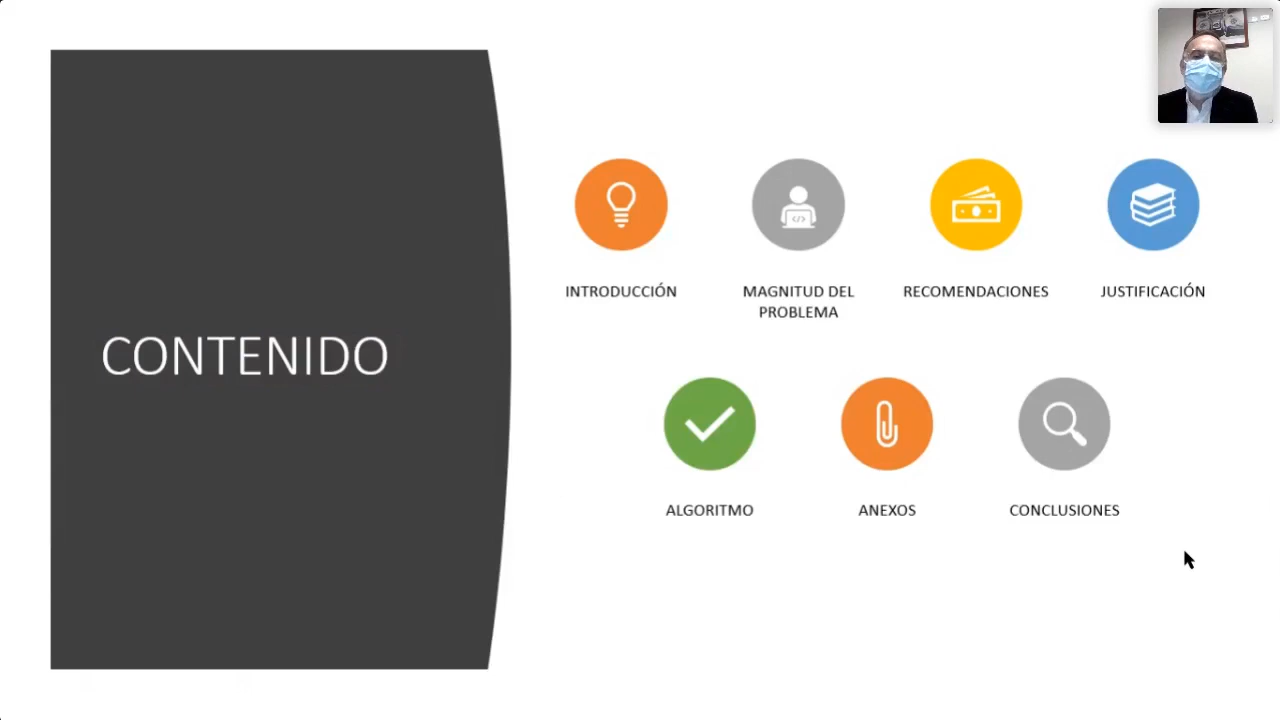 CONTENIDO
INTRODUCCIÓN
MAGNITUD DEL
PROBLEMA
RECOMENDACIONES
JUSTIFICACIÓN
ALGORITMO
ANEXOS
CONCLUSIONES